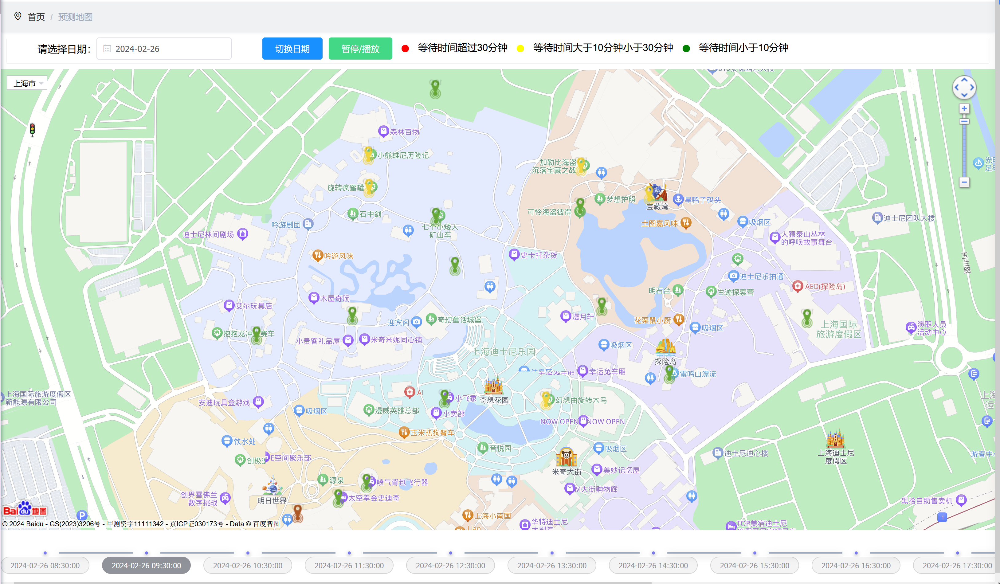 首页 / 预测地图
请选择日期： 2024-02-26 切换日期 暂停/播放 等待时间超过30分钟 等待时间大于10分钟小于30分钟 等待时间小于10分钟
上海市
森林百物
小熊维尼历险记
加勒比海盗
沉落宝藏之战
光明
足球
旋转疯蜜罐
梦想护照
宝藏湾
旱鸭子码头
石中剑
可怜海盗彼得
吟游剧团
七个小矮人
矿山车
土图嘉风味
吸烟区
迪士尼团队大楼
迪士尼林间剧场
人猿泰山丛林
的呼唤故事舞台
吟游风味
史卡托杂货
玉兰路
迪士尼乐拍通
AED(探险岛)
明石台
古迹探索营
木屋奇玩
艾尔玩具店
漫月轩
迎宾阁
奇幻童话城堡
花栗鼠小厨
吸烟区
上海国际
旅游度假区
演职人员
活动中心
抱抱龙冲 赛车
小贵客礼品屋
米奇米妮同心铺
吸烟区
上海迪士尼乐园
探险岛
幸运兔车厢
幸运兔车厢
雷鸣山漂流
上海国际旅游度假区
新能源有限公司
安迪玩具盒游戏
小飞象
奇想花园
幻想曲旋转木马
吸烟区
漫威英雄总部
小卖部
NOW OPEN
NOW OPEN
玉米热狗餐车
饮水处
音悦园
吸烟区
上海迪士尼
度假区
迪士尼迪心楼
游客中心
创极速
E空间聚乐部
米奇大街
美妙记忆屋
源泉
喷气背包飞行器
M大街购物廊
创界雪佛兰
数字挑战
明日世界
太空幸会史迪奇
黑拾自助售卖机
Bai du 地图
P
1
上海小南国
华特迪士尼
大剧院
TOP美宿迪士尼
Lian
© 2024 Baidu - GS(2023)3206号 - 甲测资字11111342 - 京ICP证030173号 - Data © 百度智图
2024-02-26 08:30:00 2024-02-26 09:30:00 2024-02-26 10:30:00 2024-02-26 11:30:00 2024-02-26 12:30:00 2024-02-26 13:30:00 2024-02-26 14:30:00 2024-02-26 15:30:00 2024-02-26 16:30:00 2024-02-26 17:30:00